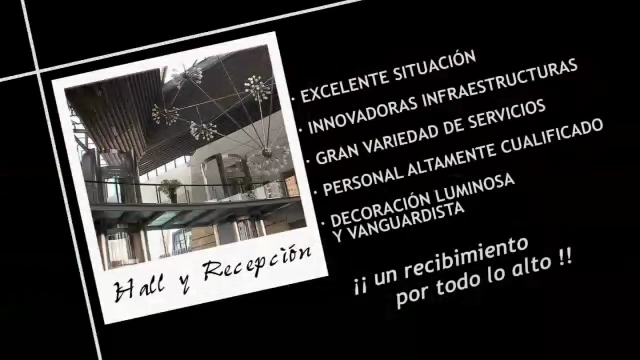 · EXCELENTE SITUACIÓN
· INNOVADORAS INFRAESTRUCTURAS
· GRAN VARIEDAD DE SERVICIOS
· PERSONAL ALTAMENTE CUALIFICADO
· DECORACIÓN LUMINOSA
Y VANGUARDISTA
Hall y Recepción
¡¡ un recibimiento
por todo lo alto !!